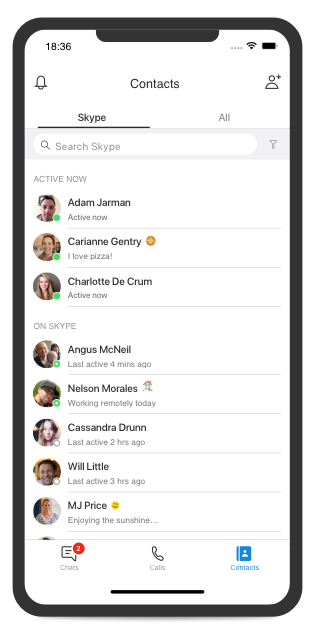 18:36
Contacts
Skype
All
Search Skype
ACTIVE NOW
Adam Jarman
Active now
Carianne Gentry
I love pizza!
Charlotte De Crum
Active now
ON SKYPE
Angus McNeil
Last active 4 mins ago
Nelson Morales
Working remotely today
Cassandra Drunn
Last active 2 hrs ago
Will Little
Last active 3 hrs ago
MJ Price
Enjoying the sunshine...
2
Chats
Calls
Contacts